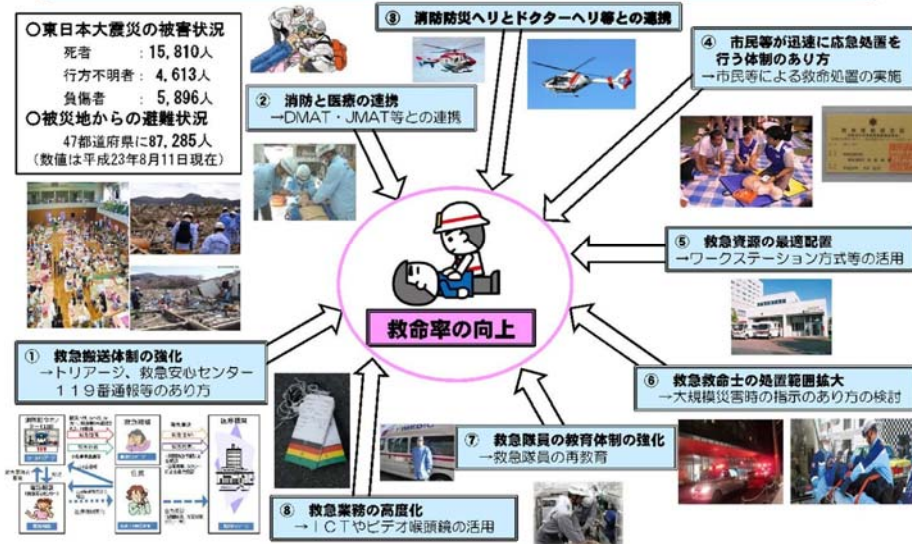 ○東日本大震災の被害状況
死者　　　：15,810人
行方不明者：　4,613人
負傷者　　：　5,896人
○被災地からの避難状況
47都道府県に87,285人
(数値は平成23年8月11日現在)
③　消防防災ヘリとドクターヘリ等との連携
④　市民等が迅速に応急処置を
行う体制のあり方
→市民等による救命処置の実施
②　消防と医療の連携
→DMAT・JMAT等との連携
⑤　救急資源の最適配置
→ワークステーション方式等の活用
救命率の向上
①　救急搬送体制の強化
→トリアージ、救急安心センター
119番通報等のあり方
⑥　救急救命士の処置範囲拡大
→大規模災害時の指示のあり方の検討
⑦　救急隊員の教育体制の強化
→救急隊員の再教育
⑧　救急業務の高度化
→ICTやビデオ喉頭鏡の活用
医療機関
住民